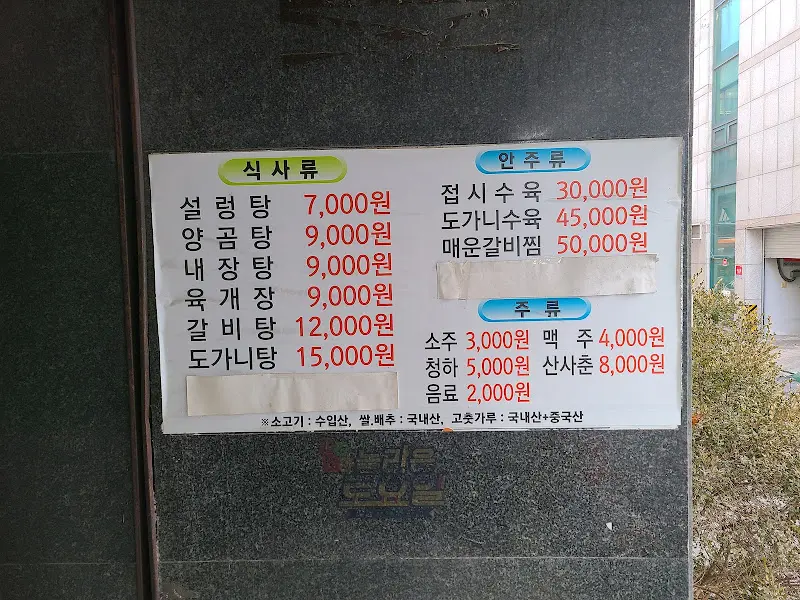 식사류
설렁탕 7,000원
양곰탕 9,000원
내장탕 9,000원
육개장 9,000원
갈비탕 12,000원
도가니탕 15,000원
안주류
접시수육 30,000원
도가니수육 45,000원
매운갈비찜 50,000원
주류
소주 3,000원 맥주 4,000원
청하 5,000원 산사춘 8,000원
음료 2,000원
※소고기 : 수입산, 쌀.배추 : 국내산, 고춧가루 : 국내산+중국산
토요일